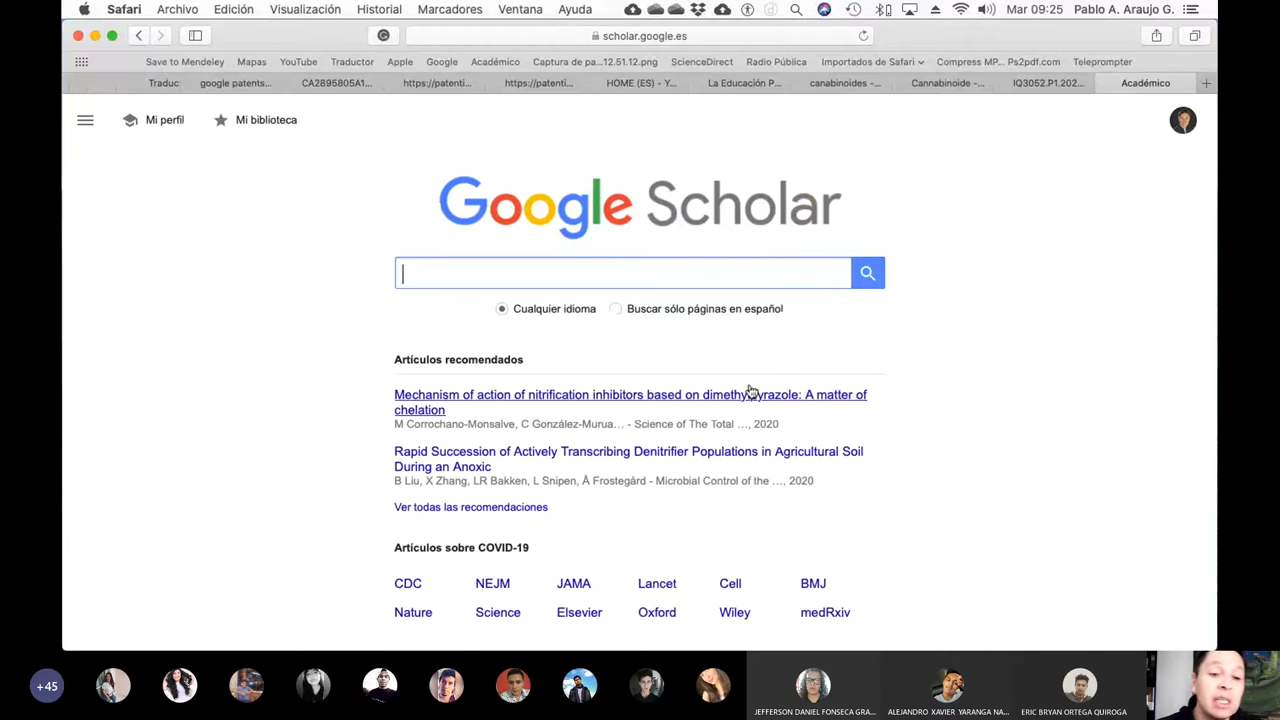 Safari Archivo Edición Visualización Historial Marcadores Ventana Ayuda Mar 09:25 Pablo A. Araujo G.
scholar.google.es
Save to Mendeley Mapas YouTube Traductor Apple Google Académico Captura de pa...12.51.12.png ScienceDirect Radio Pública Importados de Safari Compress MP... Ps2pdf.com Teleprompter
Traduc google patents... CA2895805A1... https://patenti... https://patenti... HOME (ES) - Y... La Educación P... canabinoides -... Cannabinoide -... IQ3052.P1.202... Académico
Mi perfil Mi biblioteca
Google Scholar
Cualquier idioma Buscar sólo páginas en español
Artículos recomendados
Mechanism of action of nitrification inhibitors based on dimethylpyrazole: A matter of
chelation
M Corrochano-Monsalve, C González-Murua... - Science of The Total ..., 2020
Rapid Succession of Actively Transcribing Denitrifier Populations in Agricultural Soil
During an Anoxic
B Liu, X Zhang, LR Bakken, L Snipen, Å Frostegård - Microbial Control of the ..., 2020
Ver todas las recomendaciones
Artículos sobre COVID-19
CDC NEJM JAMA Lancet Cell BMJ
Nature Science Elsevier Oxford Wiley medRxiv
+45
JEFFERSON DANIEL FONSECA GRA... ALEJANDRO XAVIER YARANGA NA... ERIC BRYAN ORTEGA QUIROGA